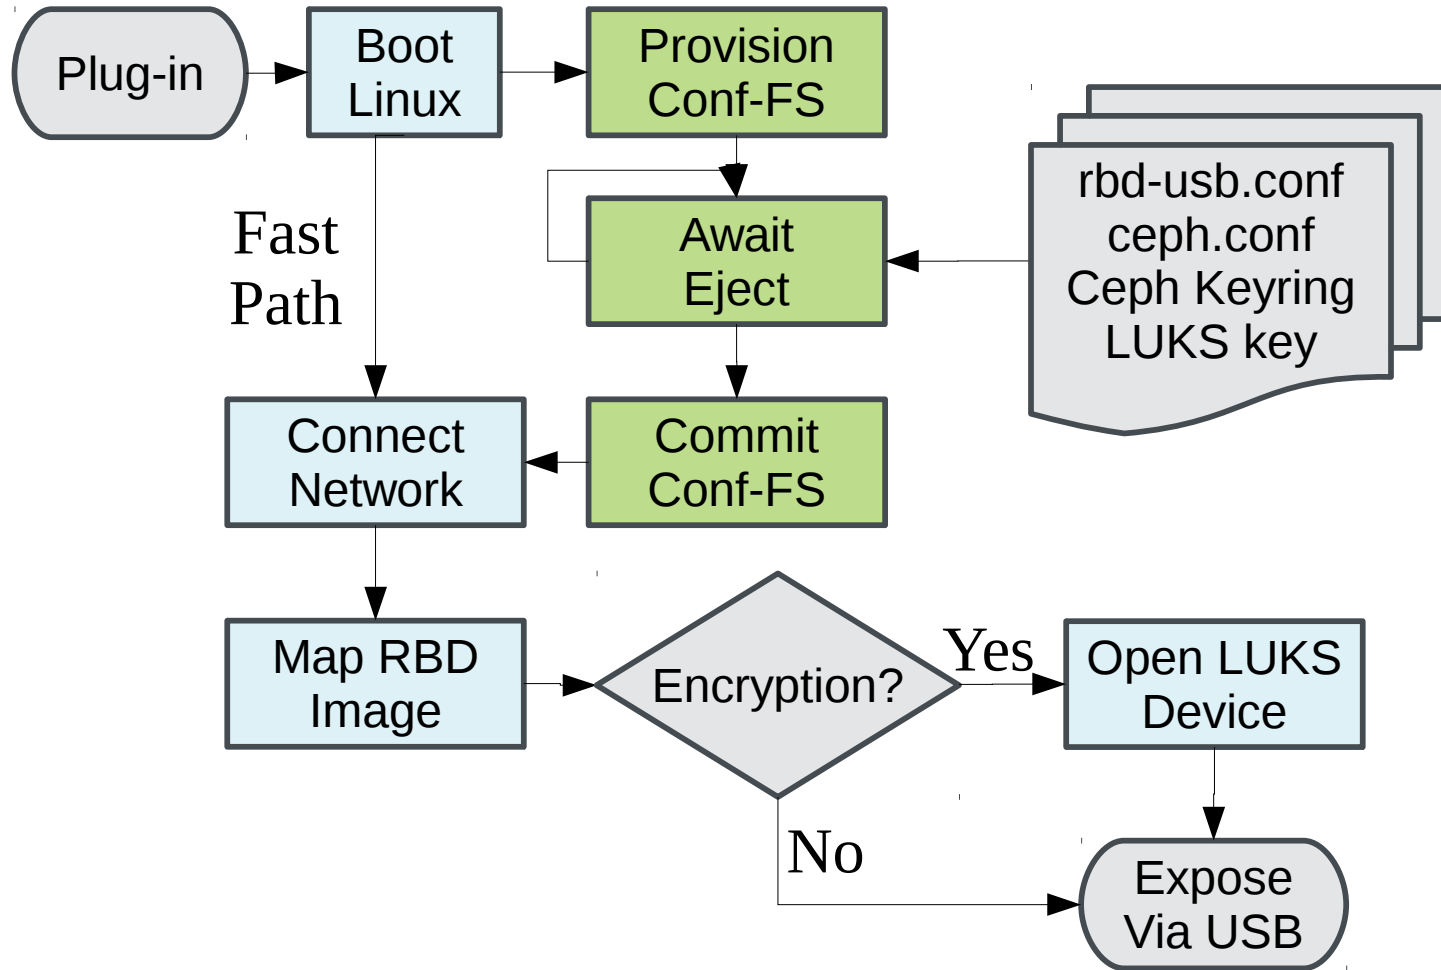 Plug-in
Boot
Linux
Provision
Conf-FS
rbd-usb.conf
ceph.conf
Ceph Keyring
LUKS key
Fast
Path
Await
Eject
Connect
Network
Commit
Conf-FS
Map RBD
Image
Encryption?
Yes
Open LUKS
Device
No
Expose
Via USB